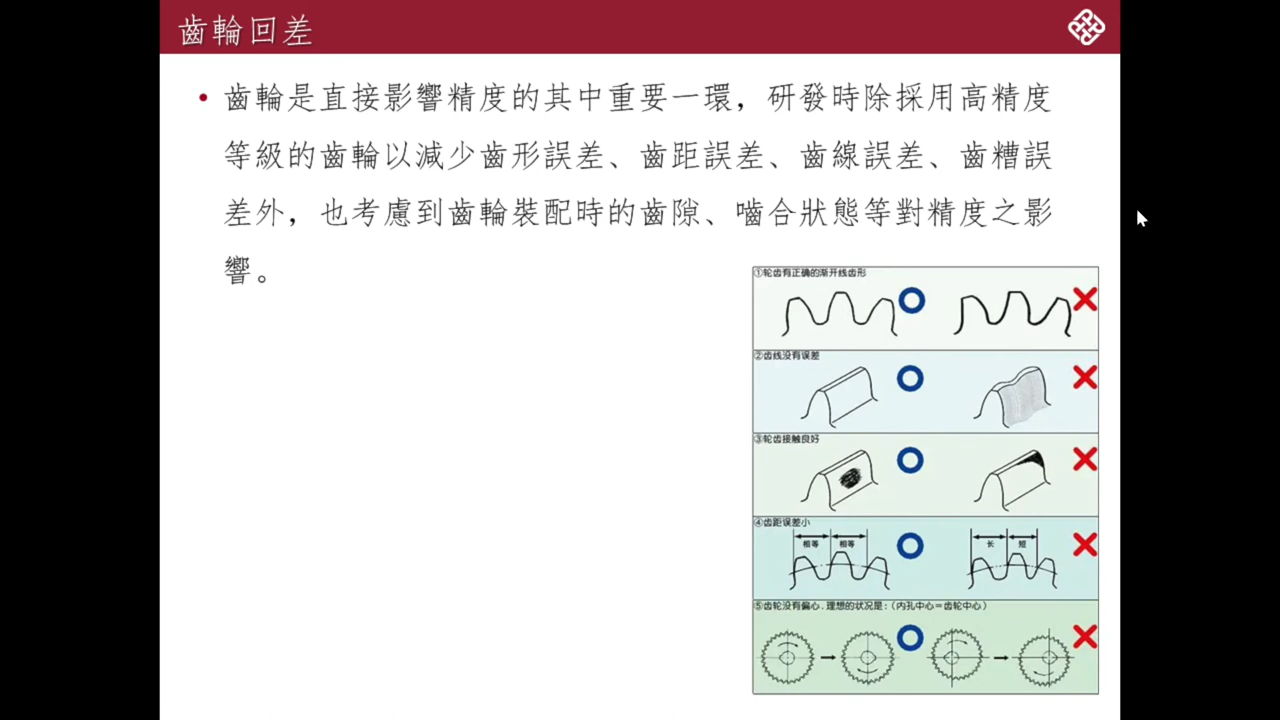 齒輪回差
• 齒輪是直接影響精度的其中重要一環，研發時除採用高精度
等級的齒輪以減少齒形誤差、齒距誤差、齒線誤差、齒糟誤
差外，也考慮到齒輪裝配時的齒隙、嚙合狀態等對精度之影
響。
①轮齿有正确的渐开线齿形
②齿线没有误差
③轮齿接触良好
④齿距误差小
相等 相等 长 短
⑤齿轮没有偏心．理想的状况是：（内孔中心＝齿轮中心）